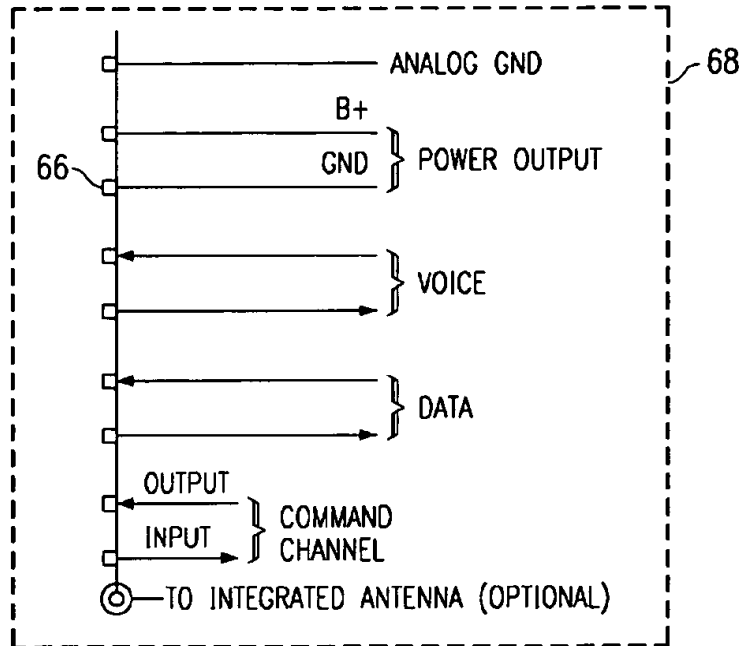 ANALOG GND
68
B+
GND
POWER OUTPUT
66
VOICE
DATA
OUTPUT
INPUT
COMMAND
CHANNEL
TO INTEGRATED ANTENNA (OPTIONAL)